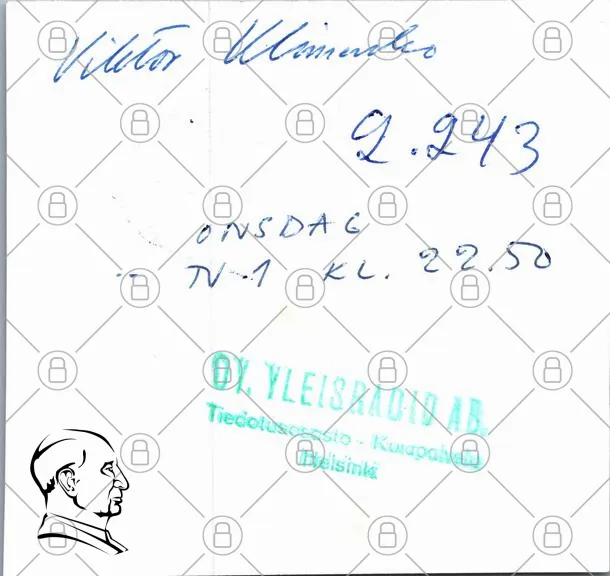 Viktor Klimenko
2.243
ONSDAG
TV-1 KL. 22.50
OY. YLEISRADIO AB.
Tiedotusosasto - Kuvapalvelu
Helsinki